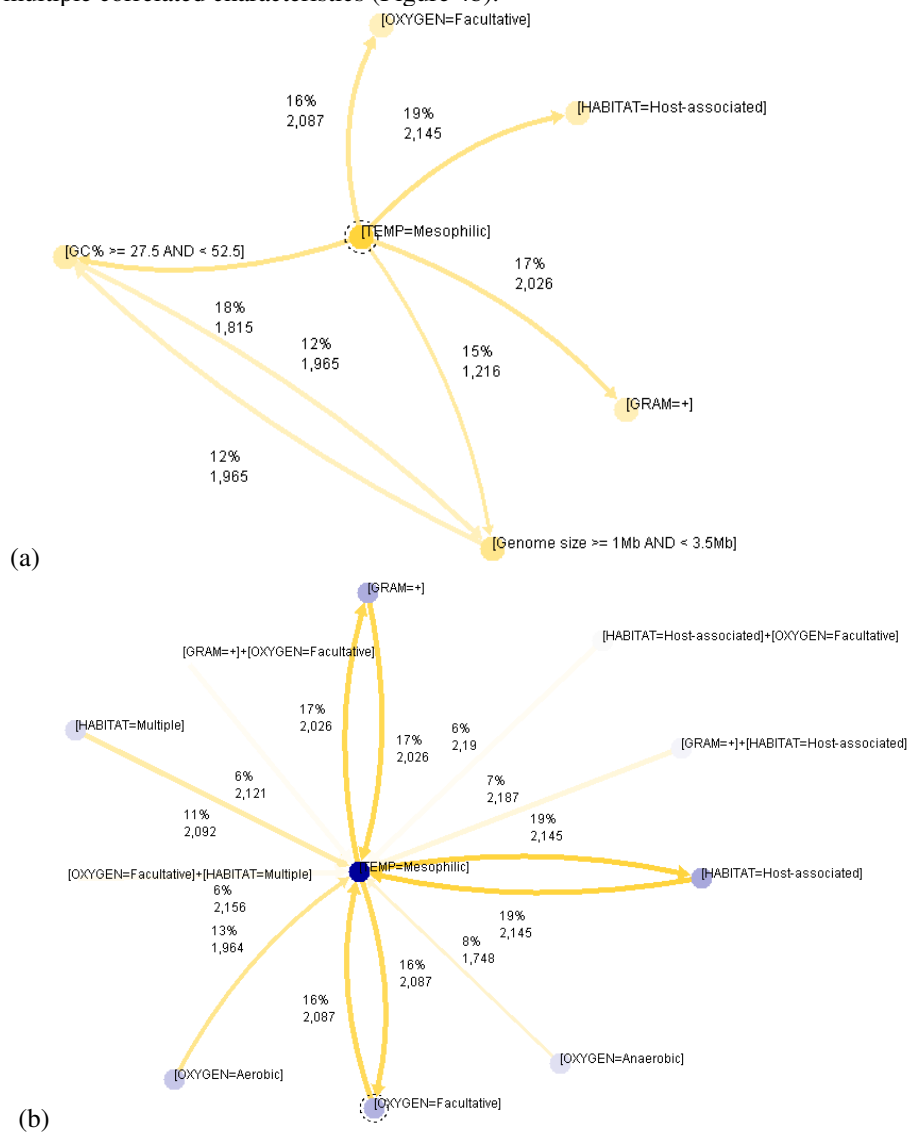 multiple correlated characteristics (Figure 4b).
[OXYGEN=Facultative]
16%
2,087
19%
2,145
[HABITAT=Host-associated]
[TEMP=Mesophilic]
[GC% >= 27.5 AND < 52.5]
17%
2,026
18%
1,815
12%
1,965
15%
1,216
[GRAM=+]
12%
1,965
[Genome size >= 1Mb AND < 3.5Mb]
(a)
[GRAM=+]
[HABITAT=Host-associated]+[OXYGEN=Facultative]
[GRAM=+]+[OXYGEN=Facultative]
17%
2,026
[HABITAT=Multiple]
17%
2,026
6%
2,19
[GRAM=+]+[HABITAT=Host-associated]
6%
2,121
7%
2,187
11%
2,092
19%
2,145
[TEMP=Mesophilic]
[OXYGEN=Facultative]+[HABITAT=Multiple]
[HABITAT=Host-associated]
6%
2,156
19%
2,145
13%
1,964
8%
1,748
16%
2,087
16%
2,087
[OXYGEN=Anaerobic]
[OXYGEN=Aerobic]
[OXYGEN=Facultative]
(b)